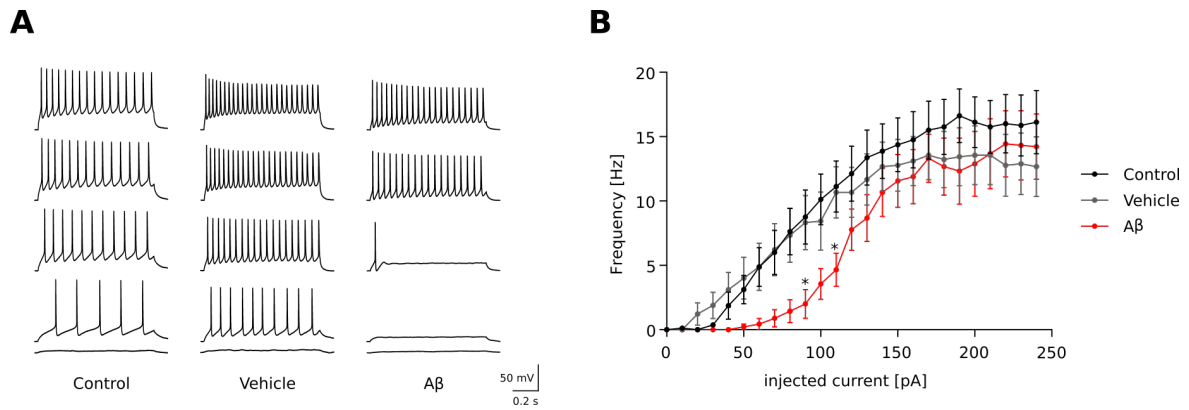 A
Control
Vehicle
Aβ
50 mV
0.2 s
B
Frequency [Hz]
20
15
10
5
0
*
*
0
50
100
150
200
250
injected current [pA]
Control
Vehicle
Aβ